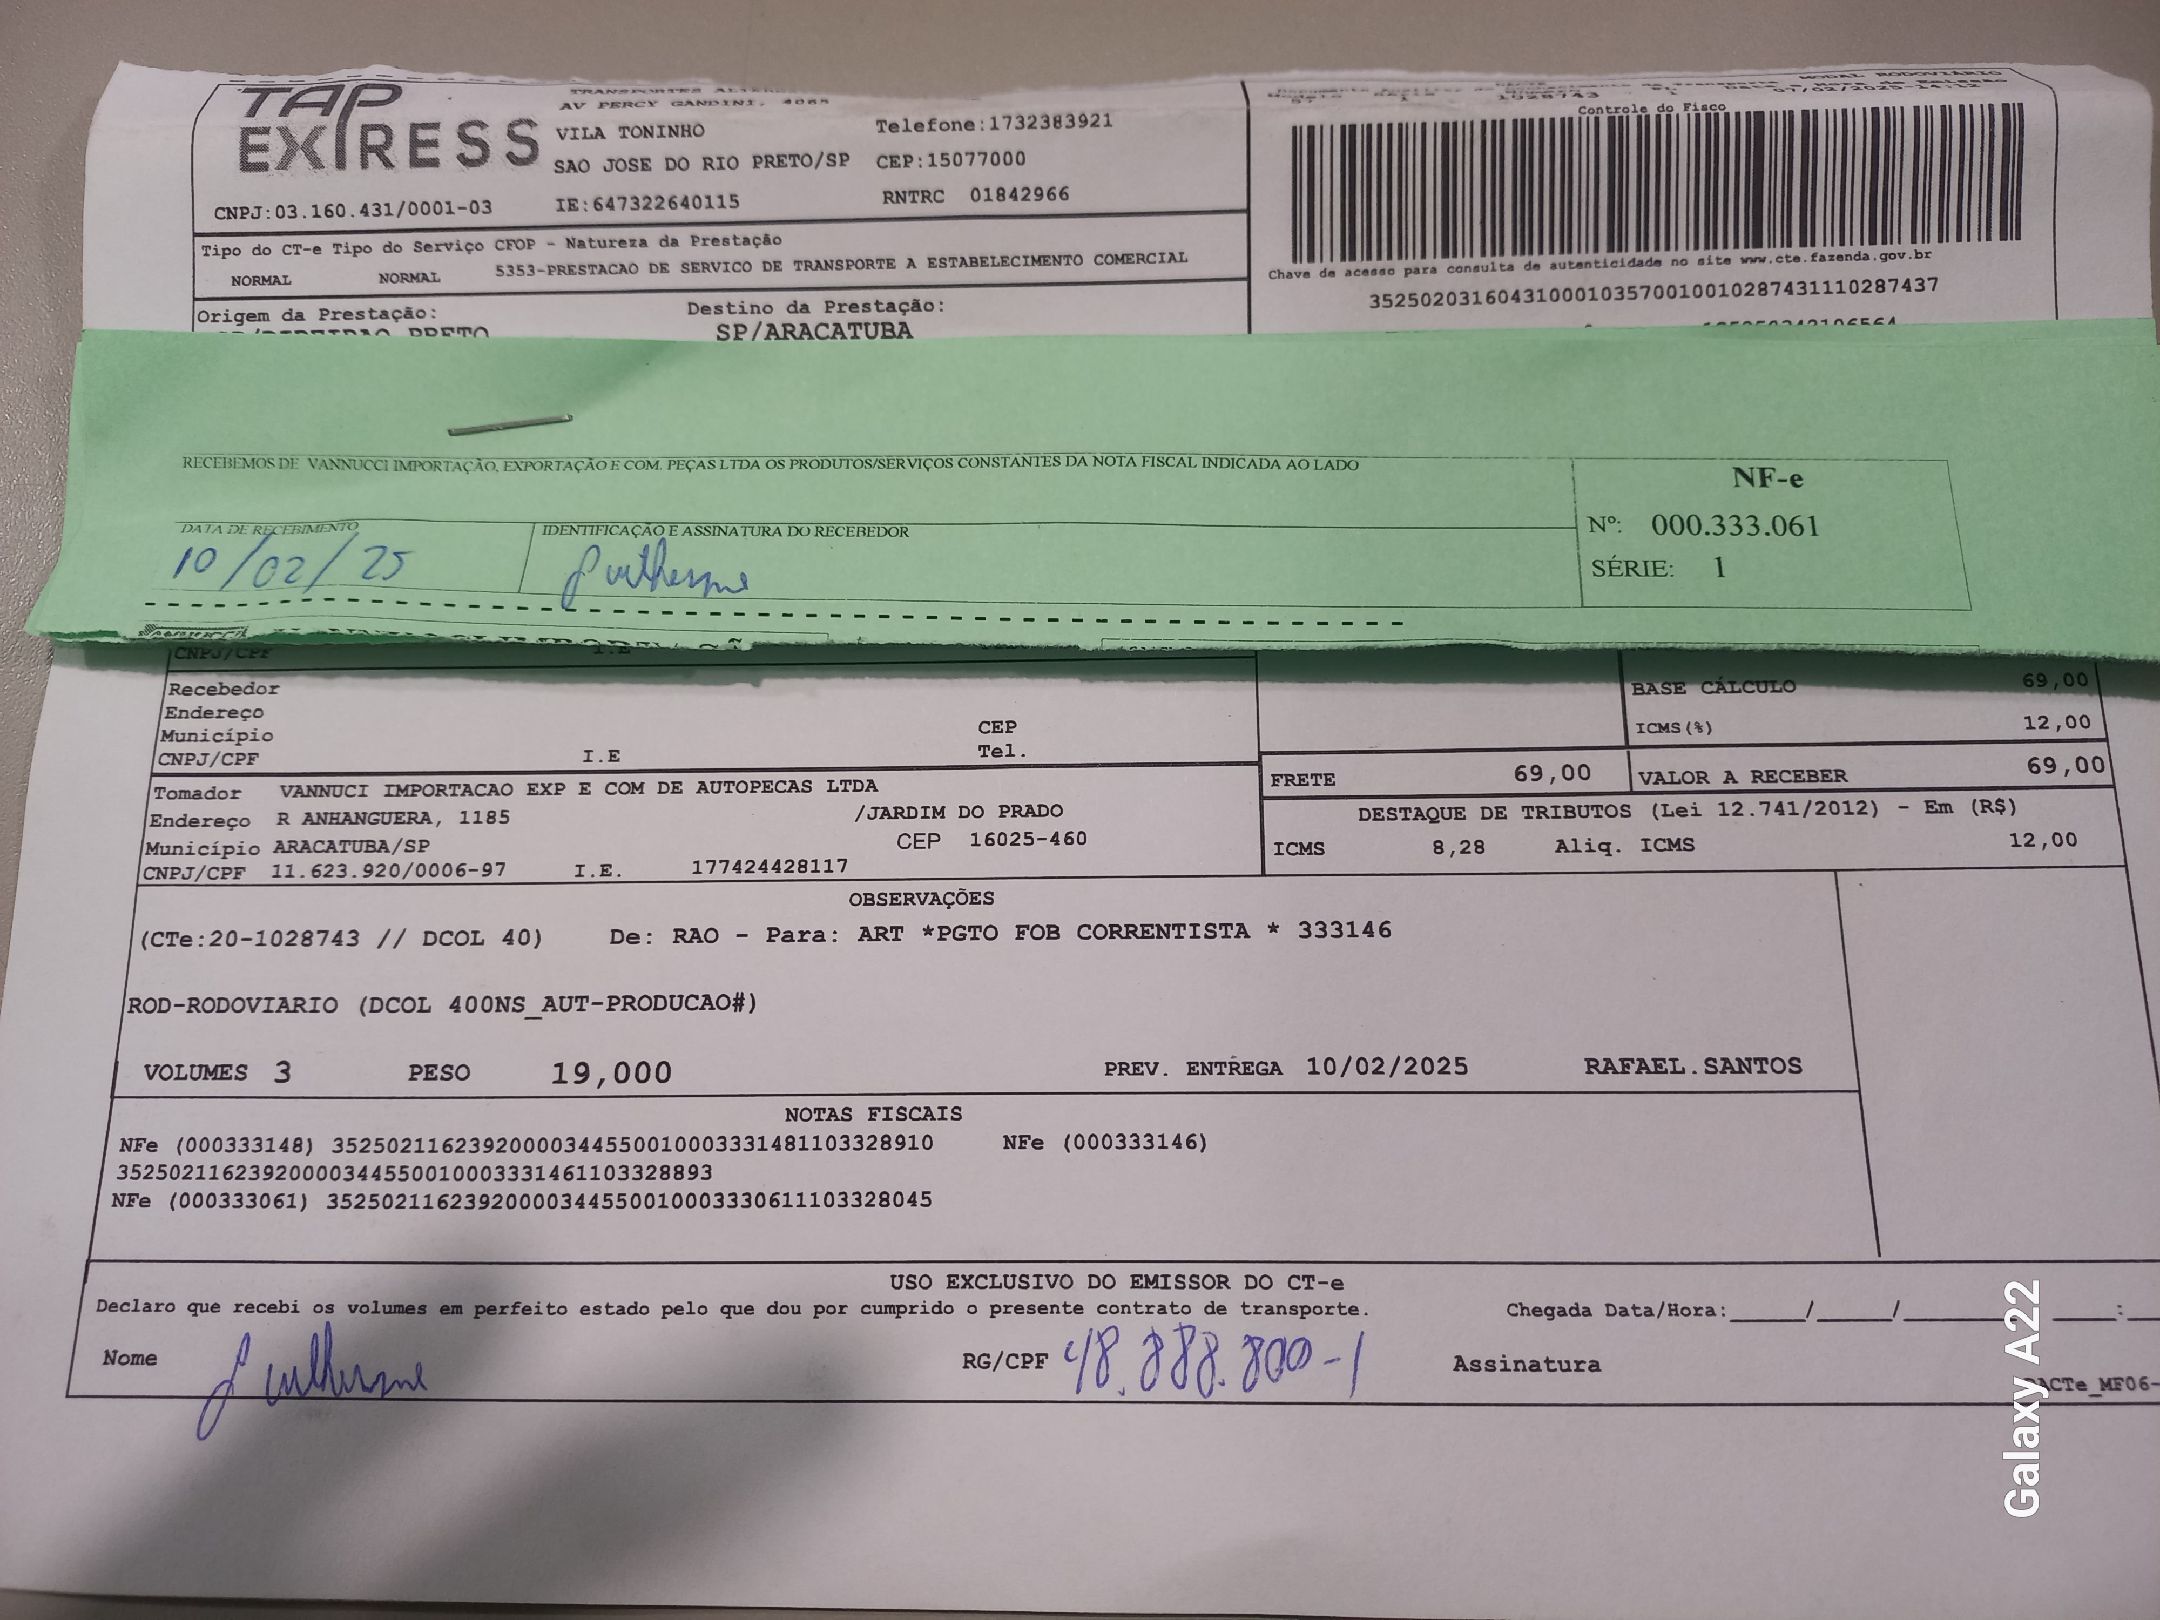 TAP
EXPRESS
AV PERCY GANDINI, 4085
VILA TONINHO
Telefone:1732383921
SAO JOSE DO RIO PRETO/SP CEP:15077000
CNPJ:03.160.431/0001-03 IE:647322640115 RNTRC 01842966
Controle do Fisco
Tipo do CT-e Tipo do Serviço CFOP - Natureza da Prestação
NORMAL NORMAL 5353-PRESTACAO DE SERVICO DE TRANSPORTE A ESTABELECIMENTO COMERCIAL
Chave de acesso para consulta de autenticidade no site www.cte.fazenda.gov.br
35250203160431000103570010010287431110287437
Origem da Prestação: Destino da Prestação:
PRETO SP/ARACATUBA
RECEBEMOS DE VANNUCCI IMPORTAÇÃO, EXPORTAÇÃO E COM. PEÇAS LTDA OS PRODUTOS/SERVIÇOS CONSTANTES DA NOTA FISCAL INDICADA AO LADO
NF-e
Nº: 000.333.061
SÉRIE: 1
DATA DE RECEBIMENTO IDENTIFICAÇÃO E ASSINATURA DO RECEBEDOR
10/02/25 Guilherme
CNPJ/CPF I.E
Recebedor
Endereço
Município CEP
CNPJ/CPF I.E Tel.
BASE CÁLCULO 69,00
ICMS(%) 12,00
FRETE 69,00 VALOR A RECEBER 69,00
Tomador VANNUCI IMPORTACAO EXP E COM DE AUTOPECAS LTDA
Endereço R ANHANGUERA, 1185 /JARDIM DO PRADO
Município ARACATUBA/SP CEP 16025-460
CNPJ/CPF 11.623.920/0006-97 I.E. 177424428117
DESTAQUE DE TRIBUTOS (Lei 12.741/2012) - Em (R$)
ICMS 8,28 Aliq. ICMS 12,00
OBSERVAÇÕES
(CTe:20-1028743 // DCOL 40) De: RAO - Para: ART *PGTO FOB CORRENTISTA * 333146
ROD-RODOVIARIO (DCOL 400NS_AUT-PRODUCAO#)
VOLUMES 3 PESO 19,000 PREV. ENTREGA 10/02/2025 RAFAEL.SANTOS
NOTAS FISCAIS
NFe (000333148) 35250211623920000344550010003331481103328910 NFe (000333146)
35250211623920000344550010003331461103328893
NFe (000333061) 35250211623920000344550010003330611103328045
USO EXCLUSIVO DO EMISSOR DO CT-e
Declaro que recebi os volumes em perfeito estado pelo que dou por cumprido o presente contrato de transporte. Chegada Data/Hora:_____/_____/_______ ____:__
Nome Guilherme RG/CPF 48.888.800-1 Assinatura
DACTe_MF06-
Galaxy A22